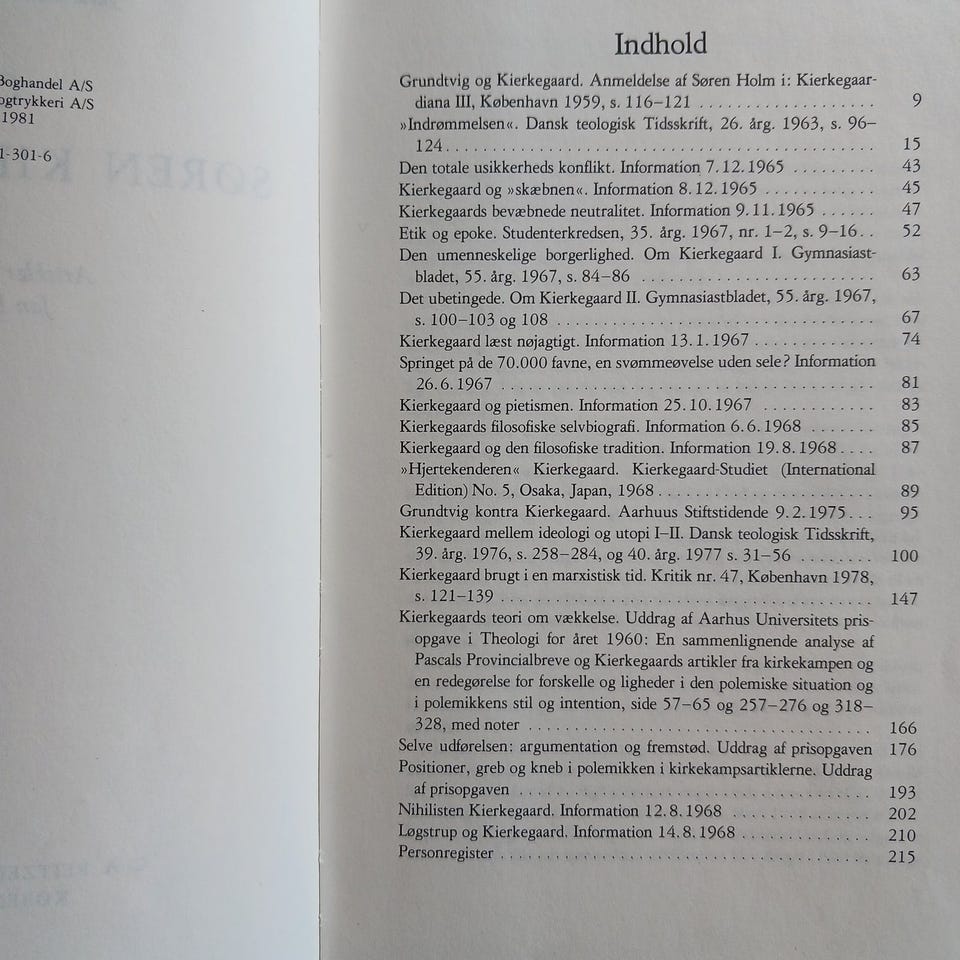 Boghandel A/S
ogtrykkeri A/S
1981
1-301-6
Indhold
Grundtvig og Kierkegaard. Anmeldelse af Søren Holm i: Kierkegaar-
diana III, København 1959, s. 116–121 . . . . . . . . . . . . . . . . . . . 9
»Indrømmelsen«. Dansk teologisk Tidsskrift, 26. årg. 1963, s. 96–
124. . . . . . . . . . . . . . . . . . . . . . . . . . . . . . . . . . . . . . . . . . . . 15
Den totale usikkerheds konflikt. Information 7.12.1965 . . . . . . . . . 43
Kierkegaard og »skæbnen«. Information 8.12.1965 . . . . . . . . . . . . 45
Kierkegaards bevæbnede neutralitet. Information 9.11.1965 . . . . . . 47
Etik og epoke. Studenterkredsen, 35. årg. 1967, nr. 1–2, s. 9–16. . 52
Den umenneskelige borgerlighed. Om Kierkegaard I. Gymnasiast-
bladet, 55. årg. 1967, s. 84–86 . . . . . . . . . . . . . . . . . . . . . . . . . 63
Det ubetingede. Om Kierkegaard II. Gymnasiastbladet, 55. årg. 1967,
s. 100–103 og 108 . . . . . . . . . . . . . . . . . . . . . . . . . . . . . . . . . . 67
Kierkegaard læst nøjagtigt. Information 13.1.1967 . . . . . . . . . . . . . 74
Springet på de 70.000 favne, en svømmeøvelse uden sele? Information
26.6.1967 . . . . . . . . . . . . . . . . . . . . . . . . . . . . . . . . . . . . . . . 81
Kierkegaard og pietismen. Information 25.10.1967 . . . . . . . . . . . . 83
Kierkegaards filosofiske selvbiografi. Information 6.6.1968 . . . . . . . 85
Kierkegaard og den filosofiske tradition. Information 19.8.1968 . . . . 87
»Hjertekenderen« Kierkegaard. Kierkegaard-Studiet (International
Edition) No. 5, Osaka, Japan, 1968 . . . . . . . . . . . . . . . . . . . . . . . 89
Grundtvig kontra Kierkegaard. Aarhuus Stiftstidende 9.2.1975. . . 95
Kierkegaard mellem ideologi og utopi I–II. Dansk teologisk Tidsskrift,
39. årg. 1976, s. 258–284, og 40. årg. 1977 s. 31–56 . . . . . . . . 100
Kierkegaard brugt i en marxistisk tid. Kritik nr. 47, København 1978,
s. 121–139 . . . . . . . . . . . . . . . . . . . . . . . . . . . . . . . . . . . . . . . 147
Kierkegaards teori om vækkelse. Uddrag af Aarhus Universitets pris-
opgave i Theologi for året 1960: En sammenlignende analyse af
Pascals Provincialbreve og Kierkegaards artikler fra kirkekampen og
en redegørelse for forskelle og ligheder i den polemiske situation og
i polemikkens stil og intention, side 57–65 og 257–276 og 318–
328, med noter . . . . . . . . . . . . . . . . . . . . . . . . . . . . . . . . . . . . 166
Selve udførelsen: argumentation og fremstød. Uddrag af prisopgaven 176
Positioner, greb og kneb i polemikken i kirkekampsartiklerne. Uddrag
af prisopgaven . . . . . . . . . . . . . . . . . . . . . . . . . . . . . . . . . . . . 193
Nihilisten Kierkegaard. Information 12.8.1968 . . . . . . . . . . . . . . . 202
Løgstrup og Kierkegaard. Information 14.8.1968 . . . . . . . . . . . . . 210
Personregister . . . . . . . . . . . . . . . . . . . . . . . . . . . . . . . . . . . . . . 215